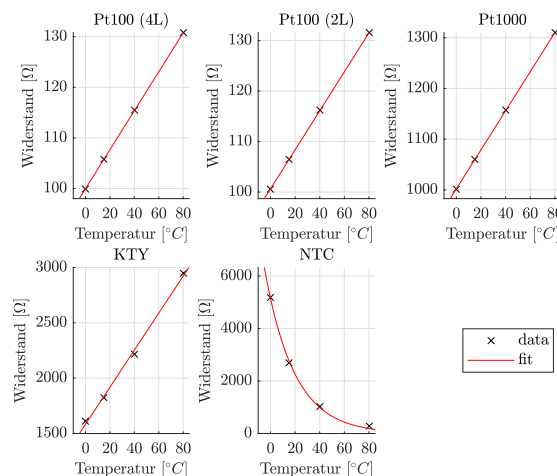 Pt100 (4L)
Pt100 (2L)
Pt1000
Widerstand [Ω]
130
120
110
100
0 20 40 60 80
Temperatur [°C]
Widerstand [Ω]
130
120
110
100
0 20 40 60 80
Temperatur [°C]
Widerstand [Ω]
1300
1200
1100
1000
0 20 40 60 80
Temperatur [°C]
KTY
NTC
Widerstand [Ω]
3000
2500
2000
1500
0 20 40 60 80
Temperatur [°C]
Widerstand [Ω]
6000
4000
2000
0
0 20 40 60 80
Temperatur [°C]
data
fit